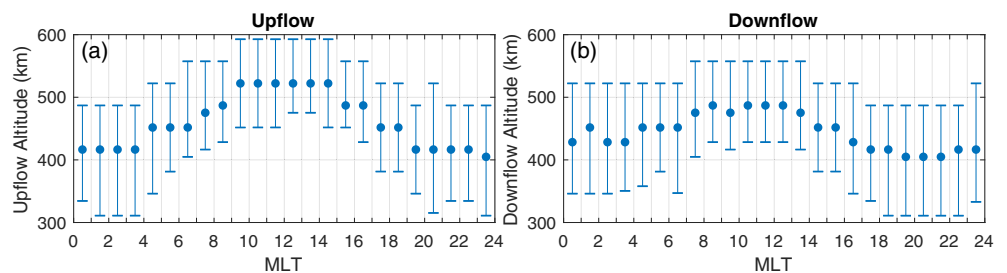 Upflow
(a)
Upflow Altitude (km)
600
500
400
300
0 2 4 6 8 10 12 14 16 18 20 22 24
MLT
Downflow
(b)
Downflow Altitude (km)
600
500
400
300
0 2 4 6 8 10 12 14 16 18 20 22 24
MLT